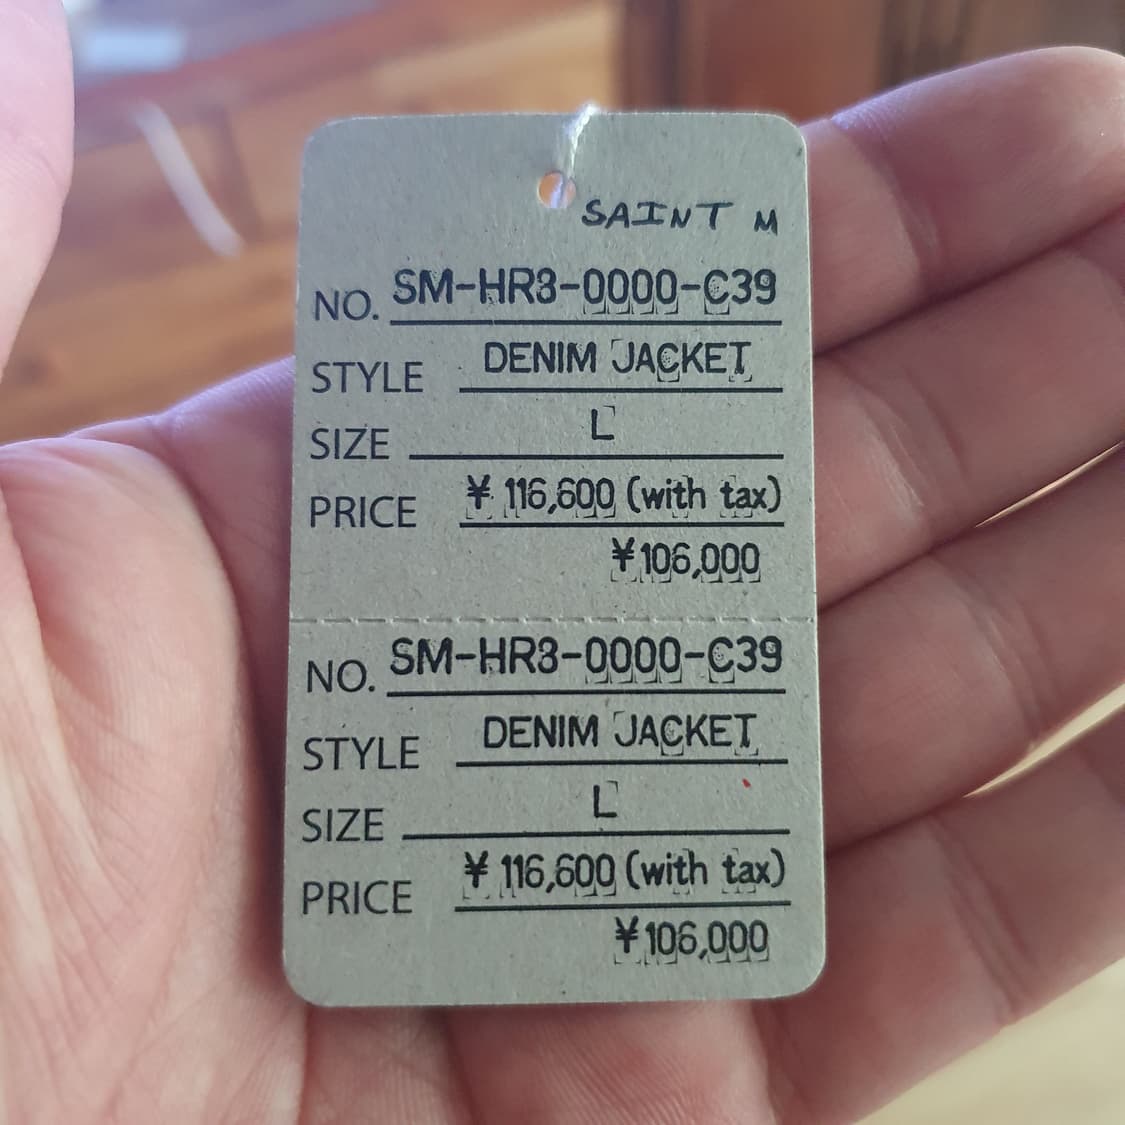 SAINT M
NO. SM-HR3-0000-C39
STYLE DENIM JACKET
SIZE L
PRICE ¥ 116,600 (with tax)
¥106,000
NO. SM-HR3-0000-C39
STYLE DENIM JACKET
SIZE L
PRICE ¥ 116,600 (with tax)
¥106,000